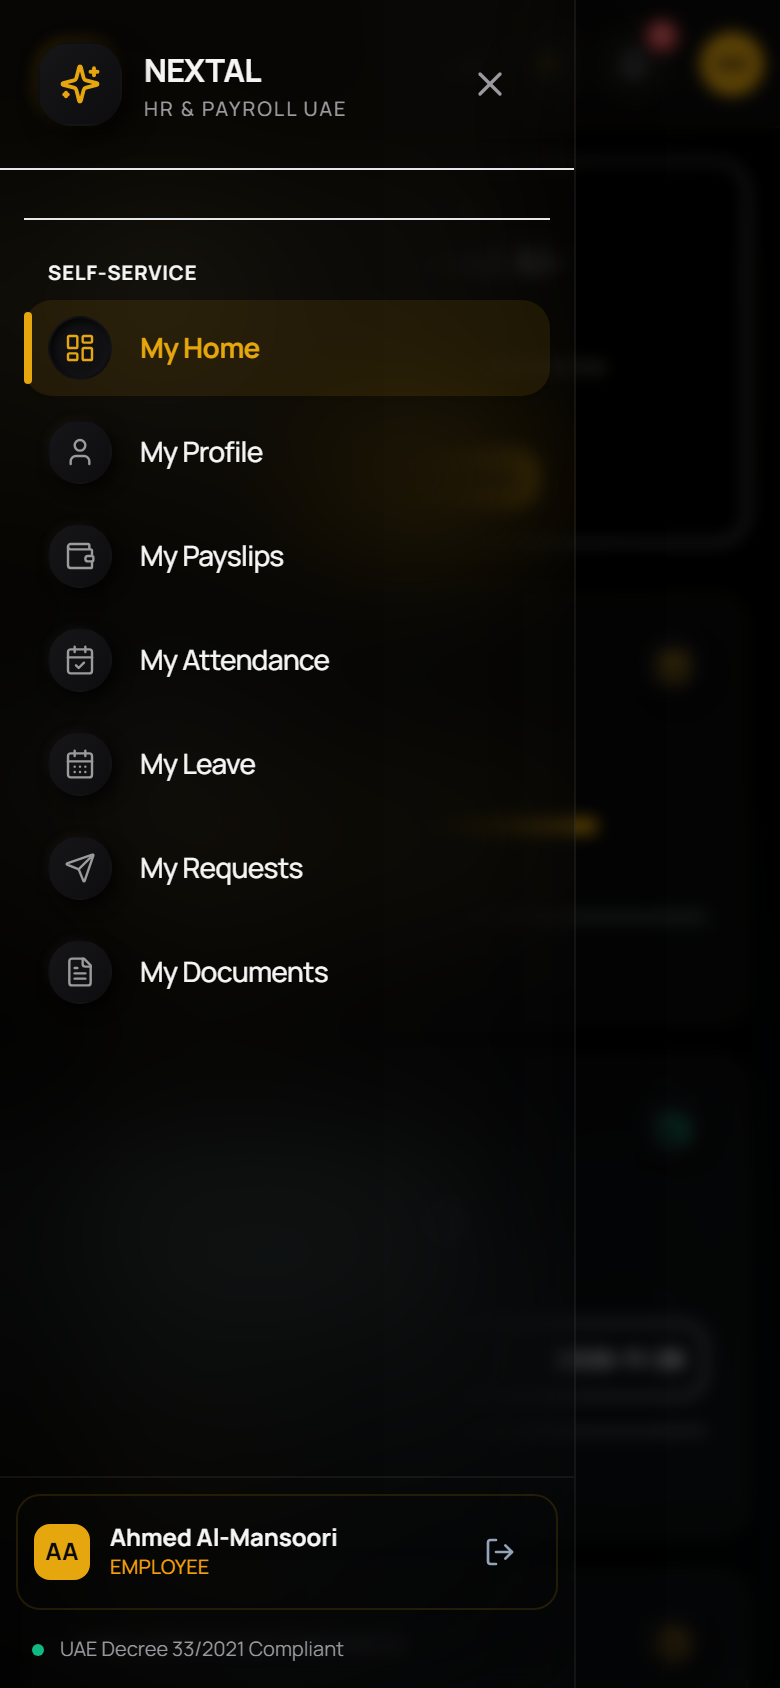 NEXTAL
HR & PAYROLL UAE
SELF-SERVICE
My Home
My Profile
My Payslips
My Attendance
My Leave
My Requests
My Documents
AA
Ahmed Al-Mansoori
EMPLOYEE
UAE Decree 33/2021 Compliant